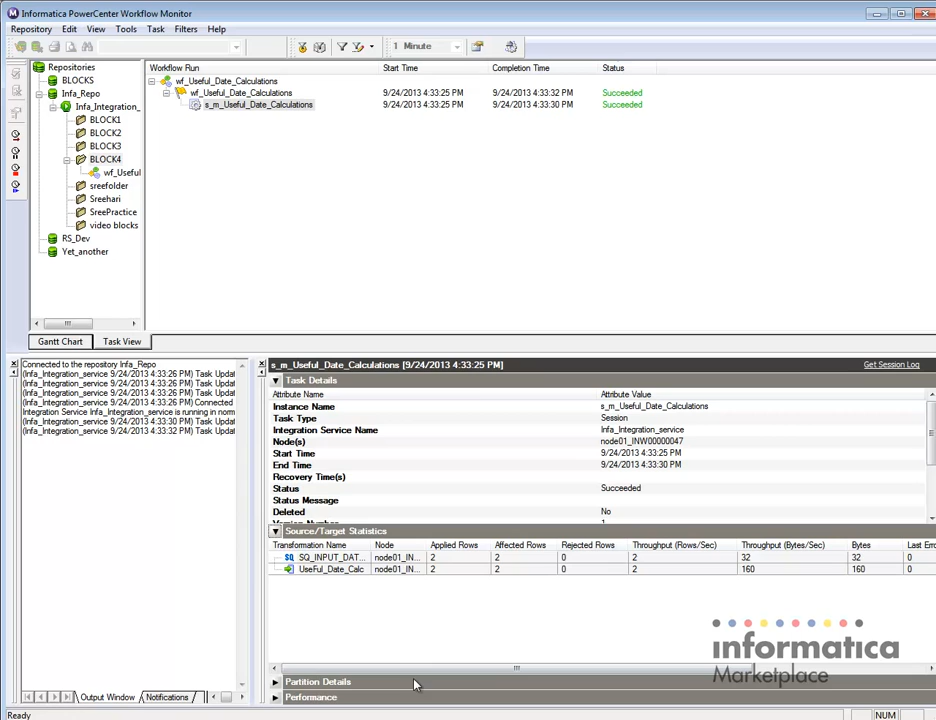 Informatica PowerCenter Workflow Monitor
Repository Edit View Tools Task Filters Help
1 Minute
Repositories
BLOCKS
Infa_Repo
Infa_Integration_
BLOCK1
BLOCK2
BLOCK3
BLOCK4
wf_Useful
sreefolder
Sreehari
SreePractice
video blocks
RS_Dev
Yet_another
Workflow Run Start Time Completion Time Status
wf_Useful_Date_Calculations
wf_Useful_Date_Calculations 9/24/2013 4:33:25 PM 9/24/2013 4:33:32 PM Succeeded
s_m_Useful_Date_Calculations 9/24/2013 4:33:25 PM 9/24/2013 4:33:30 PM Succeeded
Gantt Chart Task View
Connected to the repository Infa_Repo
(Infa_Integration_service 9/24/2013 4:33:26 PM) Task Updat
(Infa_Integration_service 9/24/2013 4:33:26 PM) Task Updat
(Infa_Integration_service 9/24/2013 4:33:26 PM) Task Updat
(Infa_Integration_service 9/24/2013 4:33:26 PM) Connected
Integration Service Infa_Integration_service is running in norm
(Infa_Integration_service 9/24/2013 4:33:30 PM) Task Updat
(Infa_Integration_service 9/24/2013 4:33:32 PM) Task Updat
Output Window Notifications
s_m_Useful_Date_Calculations [9/24/2013 4:33:25 PM] Get Session Log
Task Details
Attribute Name Attribute Value
Instance Name s_m_Useful_Date_Calculations
Task Type Session
Integration Service Name Infa_Integration_service
Node(s) node01_INW00000047
Start Time 9/24/2013 4:33:25 PM
End Time 9/24/2013 4:33:30 PM
Recovery Time(s)
Status Succeeded
Status Message
Deleted No
Version Number 1
Source/Target Statistics
Transformation Name Node Applied Rows Affected Rows Rejected Rows Throughput (Rows/Sec) Throughput (Bytes/Sec) Bytes Last Err
SQ_INPUT_DAT... node01_IN... 2 2 0 2 32 32 0
UseFul_Date_Calc node01_IN... 2 2 0 2 160 160 0
informatica
Marketplace
Partition Details
Performance
Ready NUM